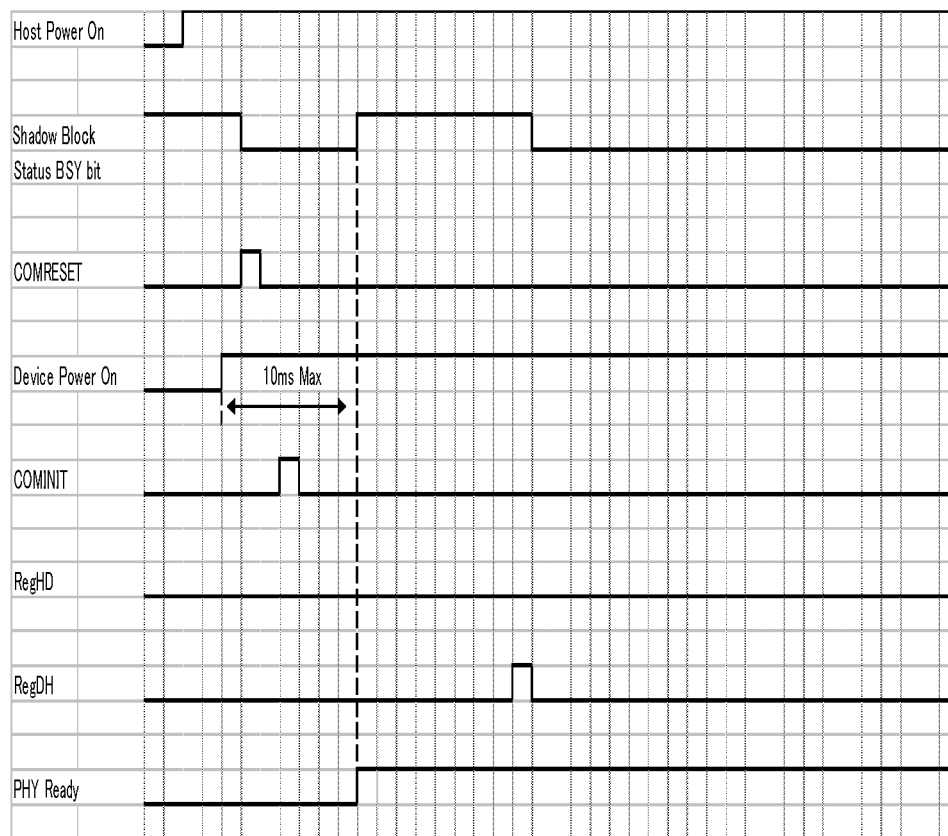 Host Power On
Shadow Block
Status BSY bit
COMRESET
Device Power On
10ms Max
COMINIT
RegHD
RegDH
PHY Ready